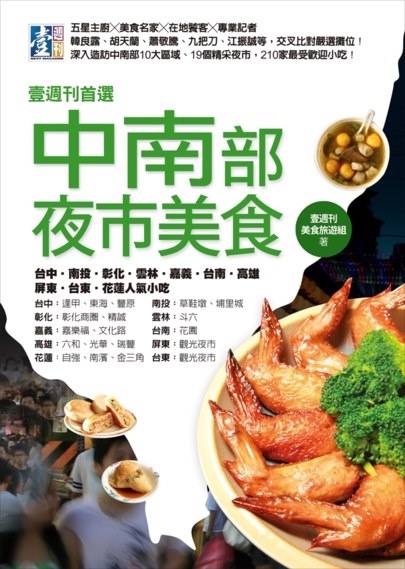 壹週刊
NEXT MAGAZINE
五星主廚╳美食名家╳在地饕客╳專業記者
韓良露、胡天蘭、蕭敬騰、九把刀、江振誠等,交叉比對嚴選攤位!
深入造訪中南部10大區域、19個精采夜市,210家最受歡迎小吃!
壹週刊首選
中南部
夜市美食
壹週刊
美食旅遊組
著
台中・南投・彰化・雲林・嘉義・台南・高雄
屏東・台東・花蓮人氣小吃
台中:逢甲、東海、豐原 南投:草鞋墩、埔里城
彰化:彰化商圈、精誠 雲林:斗六
嘉義:嘉樂福、文化路 台南:花園
高雄:六和、光華、瑞豐 屏東:觀光夜市
花蓮:自強、南濱、金三角 台東:觀光夜市